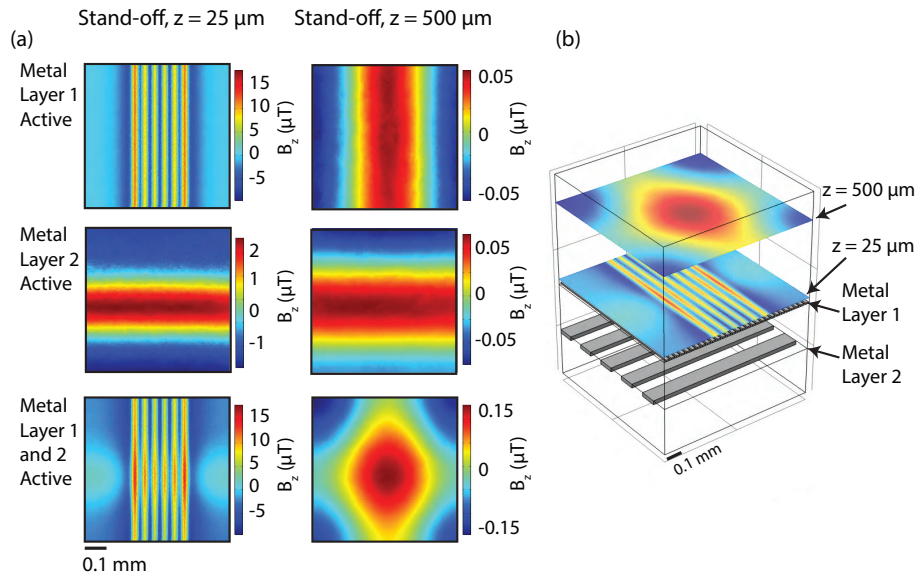 Stand-off, z = 25 µm
Stand-off, z = 500 µm
(a)
Metal
Layer 1
Active
15
10
5
0
-5
B_z (µT)
0.05
0
-0.05
B_z (µT)
Metal
Layer 2
Active
2
1
0
-1
B_z (µT)
0.05
0
-0.05
B_z (µT)
Metal
Layer 1
and 2
Active
15
10
5
0
-5
B_z (µT)
0.15
0
-0.15
B_z (µT)
0.1 mm
(b)
z = 500 µm
z = 25 µm
Metal
Layer 1
Metal
Layer 2
0.1 mm